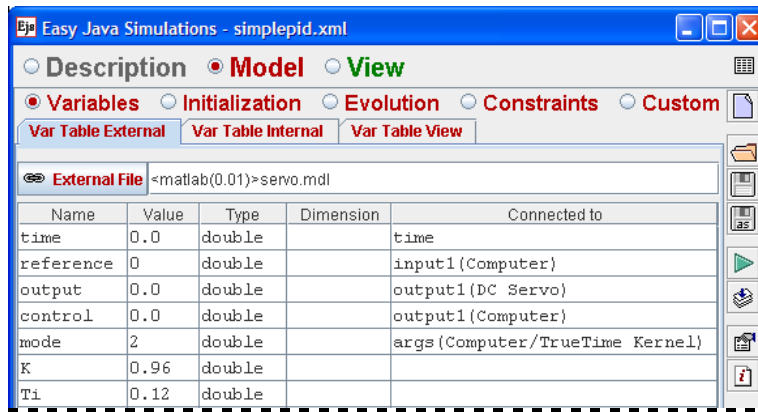 Ejs Easy Java Simulations - simplepid.xml
Description Model View
Variables Initialization Evolution Constraints Custom
Var Table External Var Table Internal Var Table View
External File <matlab(0.01)>servo.mdl
Name Value Type Dimension Connected to
time 0.0 double time
reference 0 double input1(Computer)
output 0.0 double output1(DC Servo)
control 0.0 double output1(Computer)
mode 2 double args(Computer/TrueTime Kernel)
K 0.96 double
Ti 0.12 double
as
i